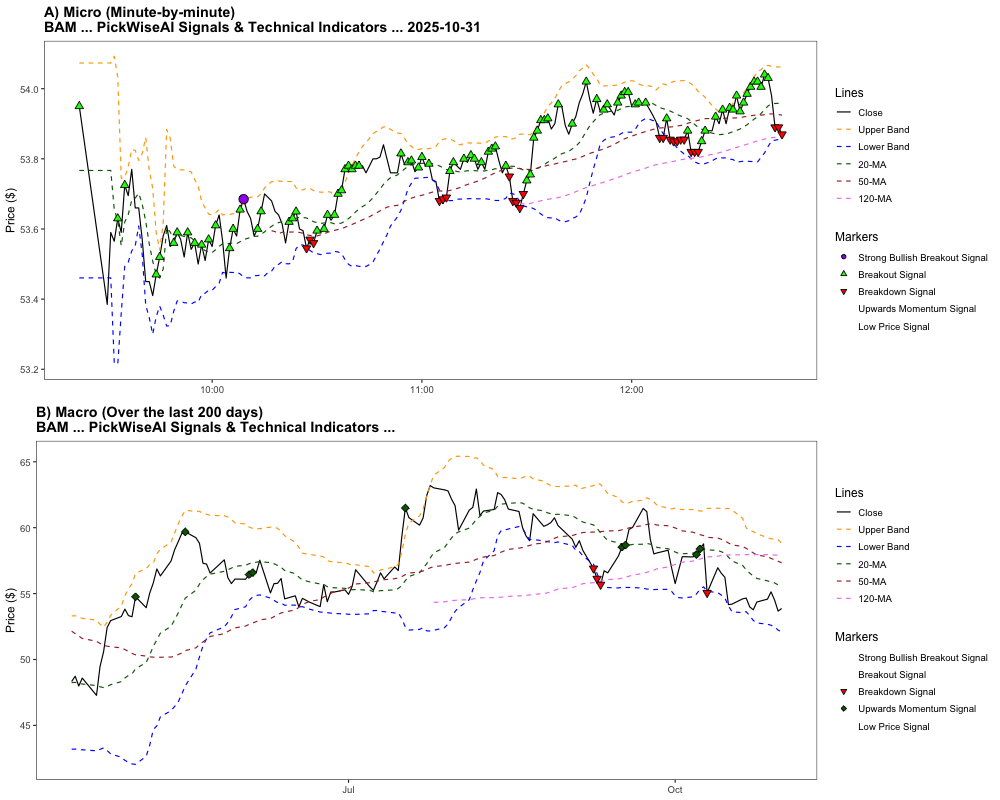 A) Micro (Minute-by-minute)
BAM ... PickWiseAI Signals & Technical Indicators ... 2025-10-31
Price ($)
54.0
53.8
53.6
53.4
53.2
10:00
11:00
12:00
Lines
Close
Upper Band
Lower Band
20-MA
50-MA
120-MA
Markers
Strong Bullish Breakout Signal
Breakout Signal
Breakdown Signal
Upwards Momentum Signal
Low Price Signal
B) Macro (Over the last 200 days)
BAM ... PickWiseAI Signals & Technical Indicators ...
Price ($)
65
60
55
50
45
Jul
Oct
Lines
Close
Upper Band
Lower Band
20-MA
50-MA
120-MA
Markers
Strong Bullish Breakout Signal
Breakout Signal
Breakdown Signal
Upwards Momentum Signal
Low Price Signal